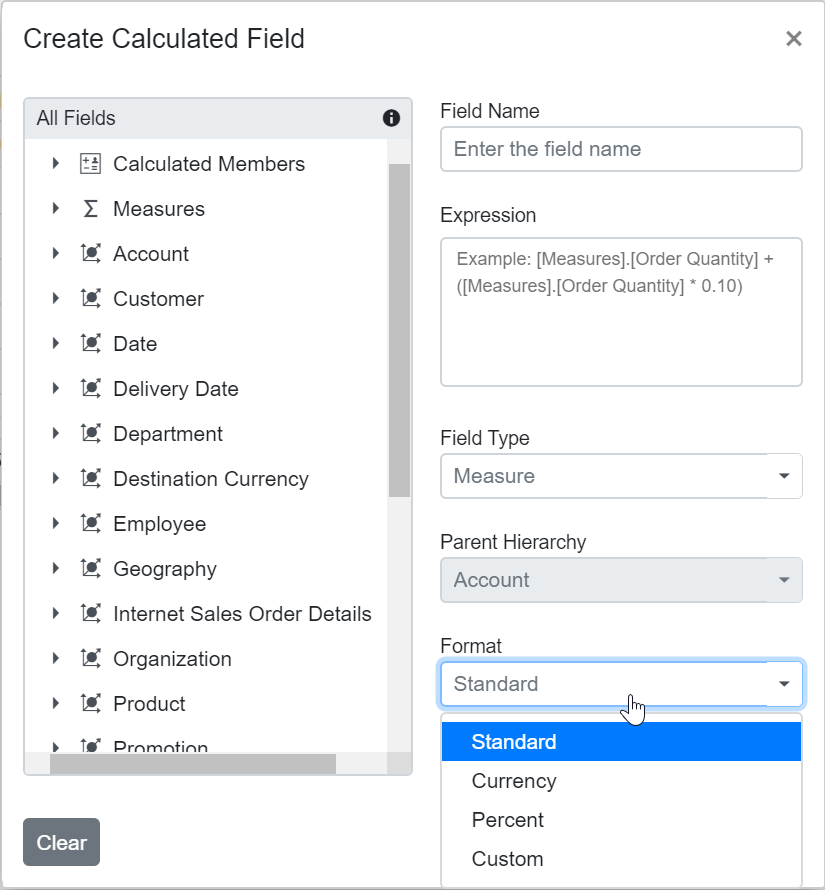 Create Calculated Field
All Fields
Calculated Members
Measures
Account
Customer
Date
Delivery Date
Department
Destination Currency
Employee
Geography
Internet Sales Order Details
Organization
Product
Promotion
Clear
Field Name
Enter the field name
Expression
Example: [Measures].[Order Quantity] +
([Measures].[Order Quantity] * 0.10)
Field Type
Measure
Parent Hierarchy
Account
Format
Standard
Standard
Currency
Percent
Custom